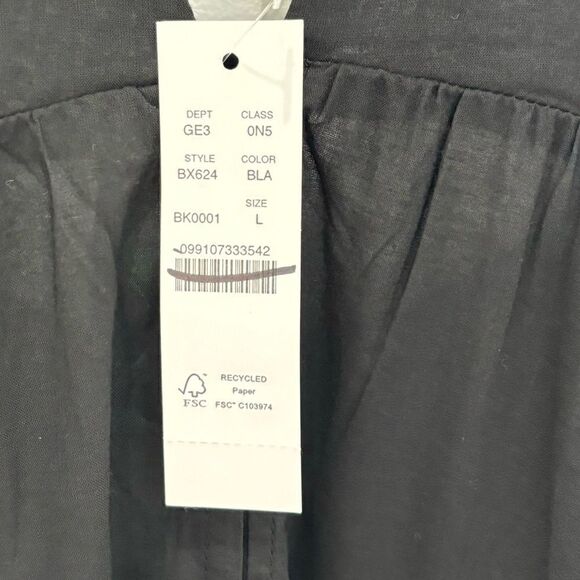 DEPT CLASS
GE3 0N5
STYLE COLOR
BX624 BLA
SIZE
BK0001 L
099107333542
FSC
RECYCLED
Paper
FSC™ C103974